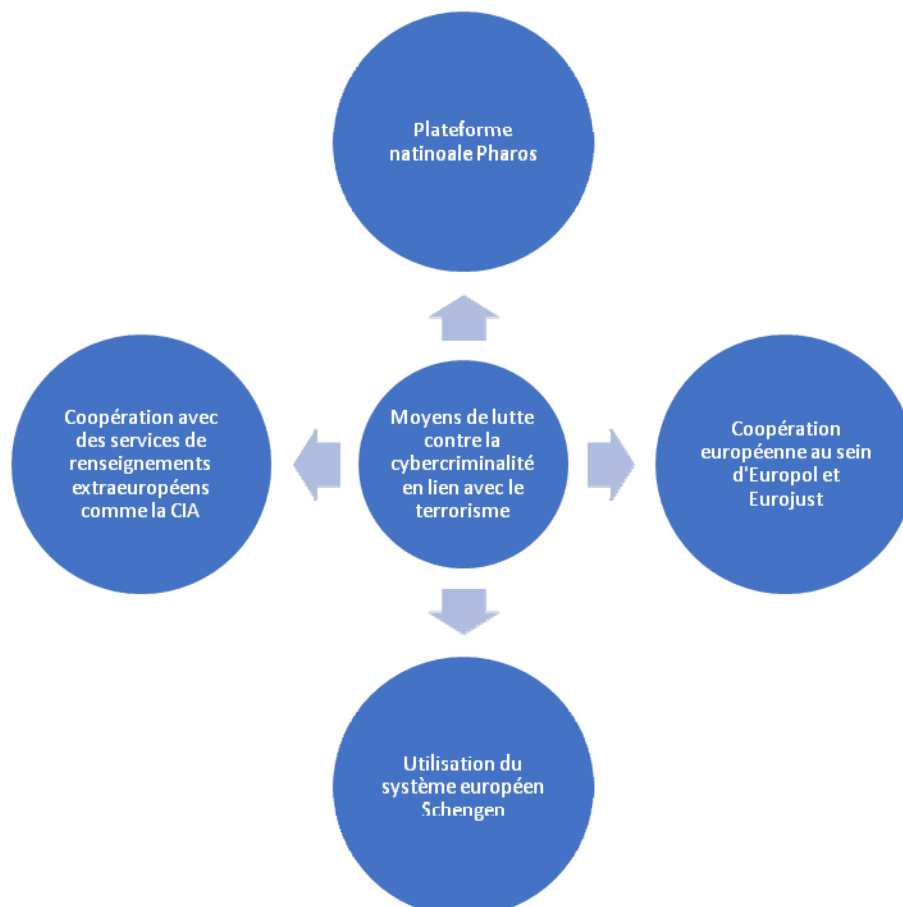 Plateforme
natinoale Pharos
Coopération avec
des services de
renseignements
extraeuropéens
comme la CIA
Moyens de lutte
contre la
cybercriminalité
en lien avec le
terrorisme
Coopération
européenne au sein
d'Europol et
Eurojust
Utilisation du
système européen
Schengen